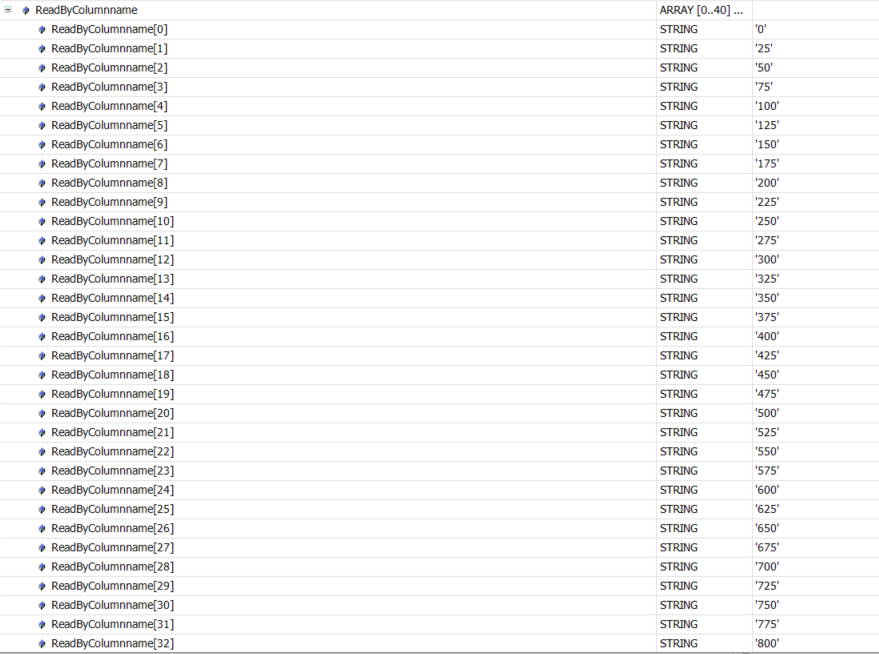 ReadByColumnname ARRAY [0..40] ...
ReadByColumnname[0] STRING '0'
ReadByColumnname[1] STRING '25'
ReadByColumnname[2] STRING '50'
ReadByColumnname[3] STRING '75'
ReadByColumnname[4] STRING '100'
ReadByColumnname[5] STRING '125'
ReadByColumnname[6] STRING '150'
ReadByColumnname[7] STRING '175'
ReadByColumnname[8] STRING '200'
ReadByColumnname[9] STRING '225'
ReadByColumnname[10] STRING '250'
ReadByColumnname[11] STRING '275'
ReadByColumnname[12] STRING '300'
ReadByColumnname[13] STRING '325'
ReadByColumnname[14] STRING '350'
ReadByColumnname[15] STRING '375'
ReadByColumnname[16] STRING '400'
ReadByColumnname[17] STRING '425'
ReadByColumnname[18] STRING '450'
ReadByColumnname[19] STRING '475'
ReadByColumnname[20] STRING '500'
ReadByColumnname[21] STRING '525'
ReadByColumnname[22] STRING '550'
ReadByColumnname[23] STRING '575'
ReadByColumnname[24] STRING '600'
ReadByColumnname[25] STRING '625'
ReadByColumnname[26] STRING '650'
ReadByColumnname[27] STRING '675'
ReadByColumnname[28] STRING '700'
ReadByColumnname[29] STRING '725'
ReadByColumnname[30] STRING '750'
ReadByColumnname[31] STRING '775'
ReadByColumnname[32] STRING '800'